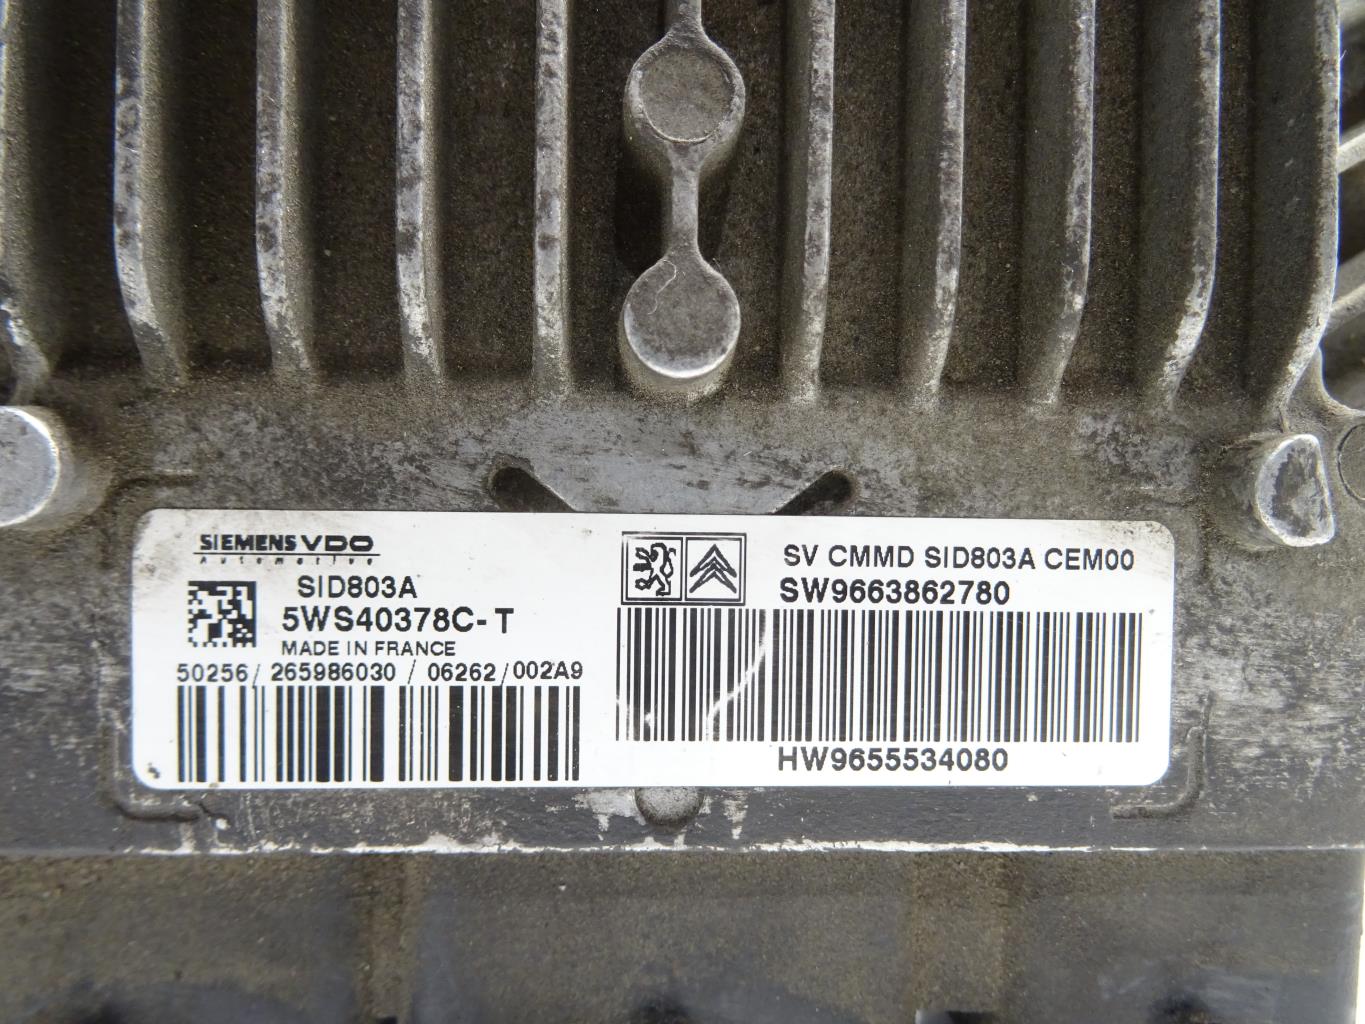 SIEMENS VDO
Automotive
SID803A
5WS40378C-T
MADE IN FRANCE
50256/265986030/06262/002A9
SV CMMD SID803A CEM00
SW9663862780
HW9655534080